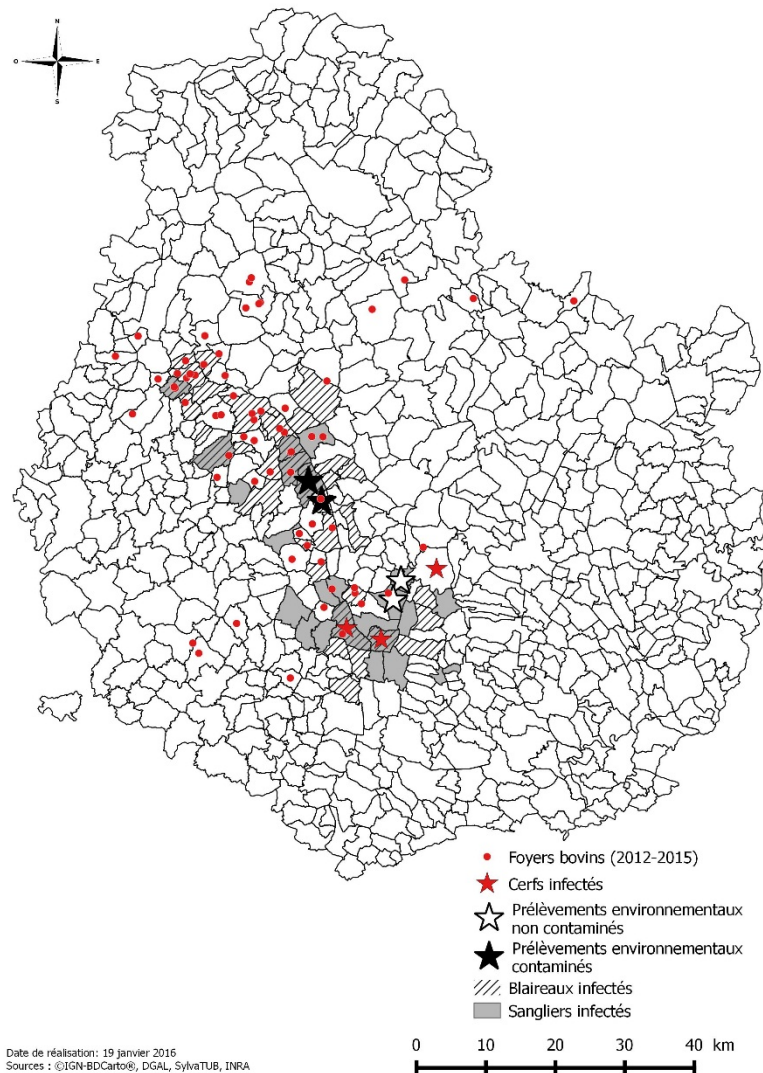 N
O
E
S
Foyers bovins (2012-2015)
Cerfs infectés
Prélèvements environnementaux
non contaminés
Prélèvements environnementaux
contaminés
Blaireaux infectés
Sangliers infectés
Date de réalisation: 19 janvier 2016
Sources : ©IGN-BDCarto®, DGAL, SylvaTUB, INRA
0 10 20 30 40 km